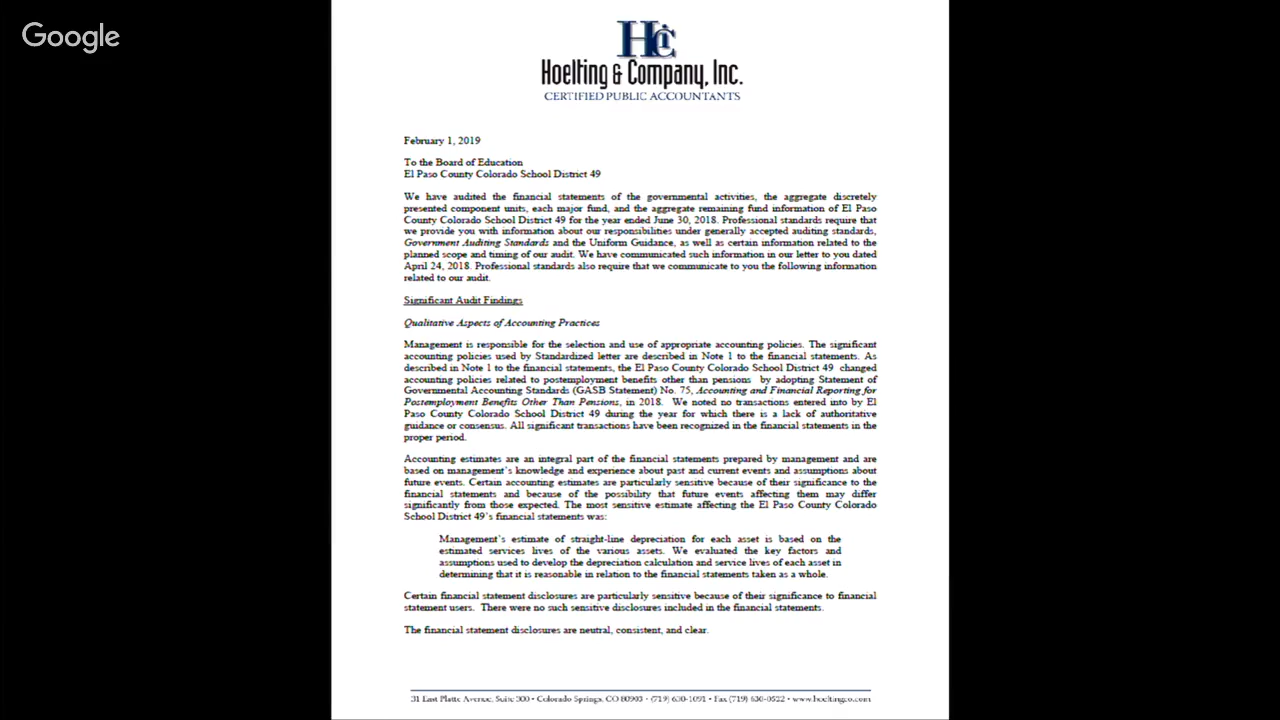 Google
Hci
Hoelting & Company, Inc.
CERTIFIED PUBLIC ACCOUNTANTS
February 1, 2019
To the Board of Education
El Paso County Colorado School District 49
We have audited the financial statements of the governmental activities, the aggregate discretely
presented component units, each major fund, and the aggregate remaining fund information of El Paso
County Colorado School District 49 for the year ended June 30, 2018. Professional standards require that
we provide you with information about our responsibilities under generally accepted auditing standards,
Government Auditing Standards and the Uniform Guidance, as well as certain information related to the
planned scope and timing of our audit. We have communicated such information in our letter to you dated
April 24, 2018. Professional standards also require that we communicate to you the following information
related to our audit.
Significant Audit Findings
Qualitative Aspects of Accounting Practices
Management is responsible for the selection and use of appropriate accounting policies. The significant
accounting policies used by Standardized letter are described in Note 1 to the financial statements. As
described in Note 1 to the financial statements, the El Paso County Colorado School District 49 changed
accounting policies related to postemployment benefits other than pensions by adopting Statement of
Governmental Accounting Standards (GASB Statement) No. 75, Accounting and Financial Reporting for
Postemployment Benefits Other Than Pensions, in 2018. We noted no transactions entered into by El
Paso County Colorado School District 49 during the year for which there is a lack of authoritative
guidance or consensus. All significant transactions have been recognized in the financial statements in the
proper period.
Accounting estimates are an integral part of the financial statements prepared by management and are
based on management's knowledge and experience about past and current events and assumptions about
future events. Certain accounting estimates are particularly sensitive because of their significance to the
financial statements and because of the possibility that future events affecting them may differ
significantly from those expected. The most sensitive estimate affecting the El Paso County Colorado
School District 49's financial statements was:
Management's estimate of straight-line depreciation for each asset is based on the
estimated services lives of the various assets. We evaluated the key factors and
assumptions used to develop the depreciation calculation and service lives of each asset in
determining that it is reasonable in relation to the financial statements taken as a whole.
Certain financial statement disclosures are particularly sensitive because of their significance to financial
statement users. There were no such sensitive disclosures included in the financial statements.
The financial statement disclosures are neutral, consistent, and clear.
31 East Platte Avenue, Suite 300 • Colorado Springs, CO 80903 • (719) 630-1091 • Fax (719) 630-0522 • www.hoeltingco.com